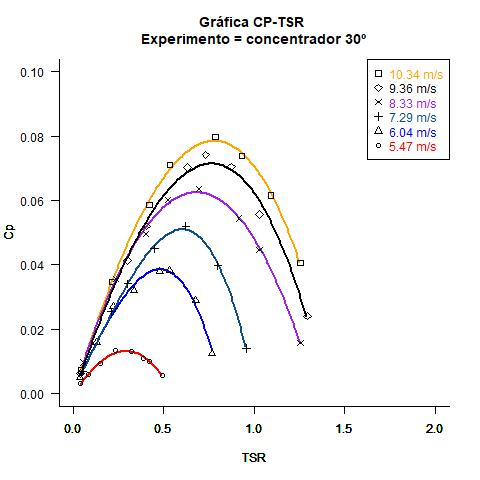 Gráfica CP-TSR
Experimento = concentrador 30º
10.34 m/s
9.36 m/s
8.33 m/s
7.29 m/s
6.04 m/s
5.47 m/s
Cp
0.10
0.08
0.06
0.04
0.02
0.00
0.0 0.5 1.0 1.5 2.0
TSR